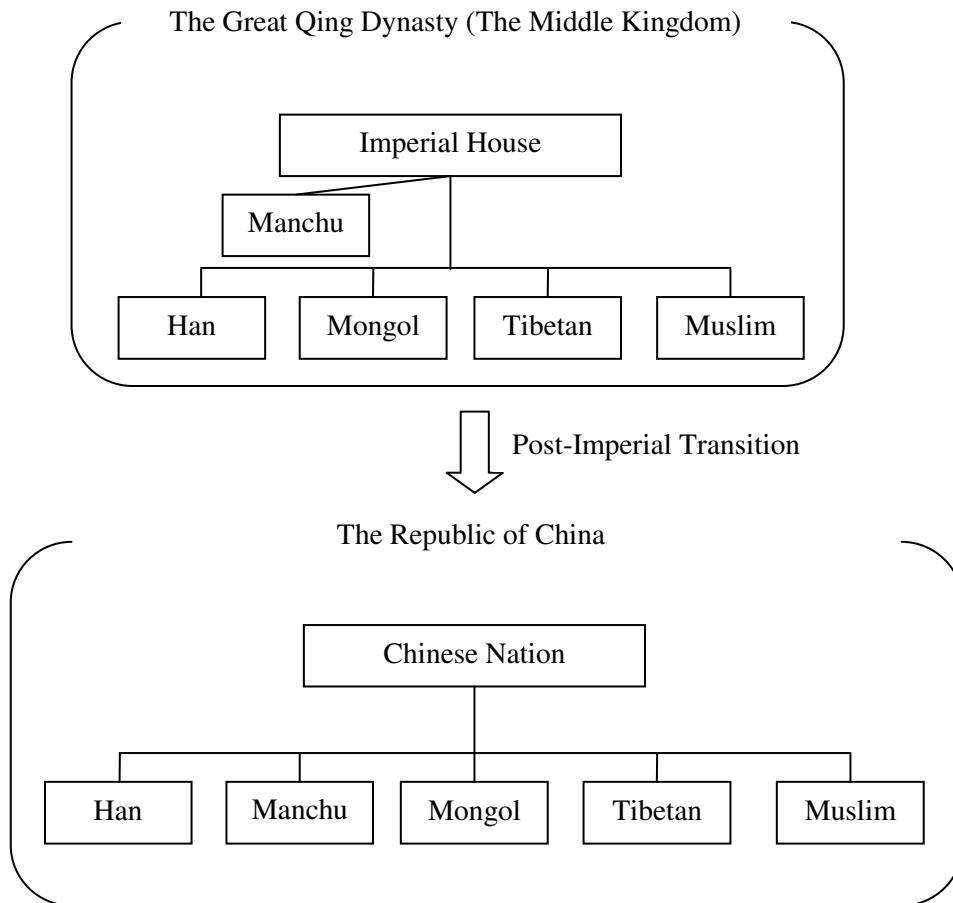 The Great Qing Dynasty (The Middle Kingdom)
Imperial House
Manchu
Han
Mongol
Tibetan
Muslim
Post-Imperial Transition
The Republic of China
Chinese Nation
Han
Manchu
Mongol
Tibetan
Muslim